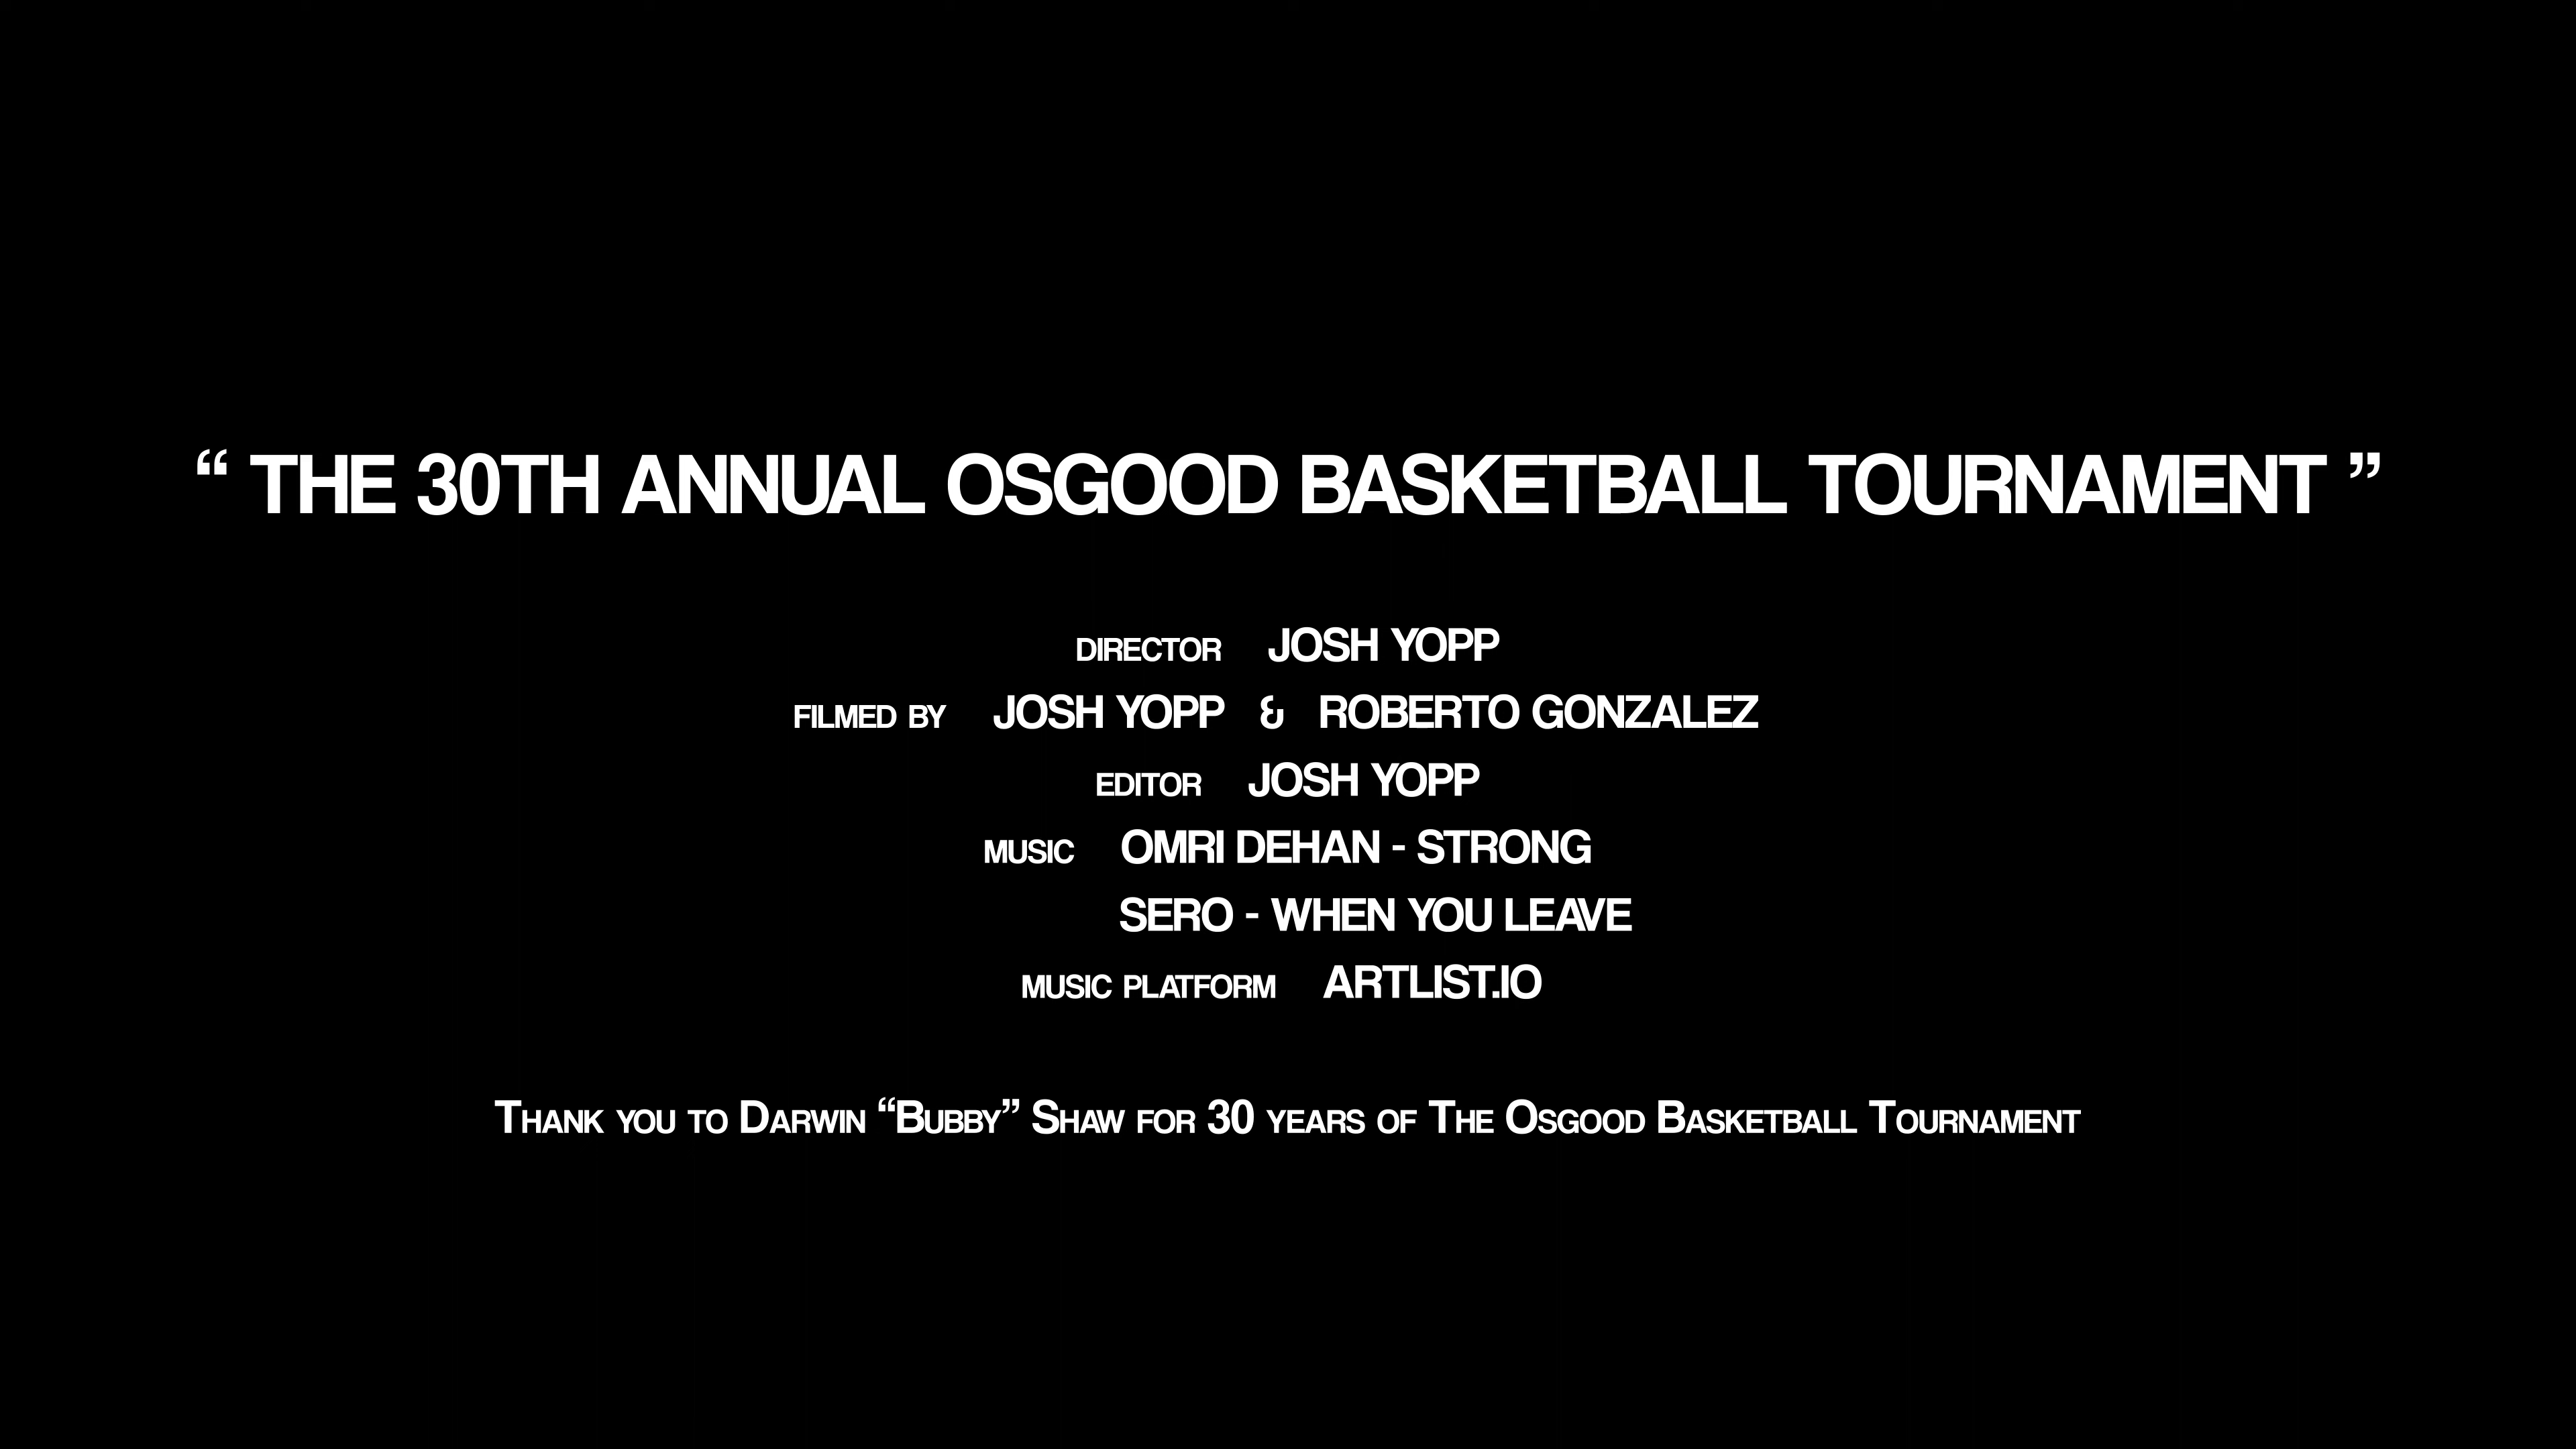 “ THE 30TH ANNUAL OSGOOD BASKETBALL TOURNAMENT ”
DIRECTOR JOSH YOPP
FILMED BY JOSH YOPP & ROBERTO GONZALEZ
EDITOR JOSH YOPP
MUSIC OMRI DEHAN - STRONG
SERO - WHEN YOU LEAVE
MUSIC PLATFORM ARTLIST.IO
THANK YOU TO DARWIN “BUBBY” SHAW FOR 30 YEARS OF THE OSGOOD BASKETBALL TOURNAMENT